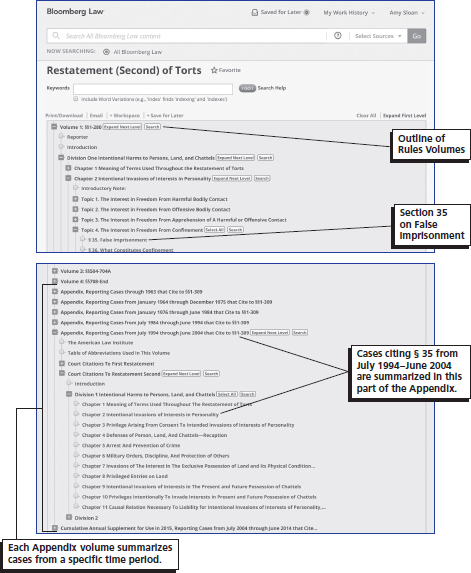 Bloomberg Law
Saved for Later
My Work History
Amy Sloan
Search All Bloomberg Law content
Select Sources
Go
NOW SEARCHING:
All Bloomberg Law
Restatement (Second) of Torts
Favorite
Keywords
Search Help
Include Word Variations (e.g., 'index' finds 'indexing' and 'indexes')
Print/Download | Email
+ Workspace
+ Save for Later
Clear All | Expand First Level
Volume 1: §§1-280 Expand Next Level Search
Reporter
Introduction
Division One Intentional Harms to Persons, Land, and Chattels Expand Next Level Search
Chapter 1 Meaning of Terms Used Throughout the Restatement of Torts
Chapter 2 Intentional Invasions of Interests in Personality Expand Next Level Search
Introductory Note:
Topic 1. The Interest in Freedom From Harmful Bodily Contact
Topic 2. The Interest in Freedom From Offensive Bodily Contact
Topic 3. The Interest in Freedom From Apprehension of A Harmful or Offensive Contact
Topic 4. The Interest in Freedom From Confinement Select All Search
§ 35. False Imprisonment
§ 36. What Constitutes Confinement
Outline of
Rules Volumes
Section 35
on False
Imprisonment
Volume 3: §§504-704A
Volume 4: §§708-End
Appendix, Reporting Cases through 1963 that Cite to §§1-309
Appendix, Reporting Cases from January 1964 through December 1975 that Cite to §§1-309
Appendix, Reporting Cases from January 1976 through June 1984 that Cite to §§1-309
Appendix, Reporting Cases from July 1984 through June 1994 that Cite to §§1-309
Appendix, Reporting Cases from July 1994 through June 2004 that Cite to §§1-309 Expand Next Level Search
The American Law Institute
Table of Abbreviations Used In This Volume
Court Citations To First Restatement
Court Citations To Restatement Second Expand Next Level Search
Introduction
Division 1 Intentional Harms to Persons, Land, and Chattels Select All Search
Chapter 1 Meaning of Terms Used Throughout The Restatement of Torts
Chapter 2 Intentional Invasions of Interests in Personality
Chapter 3 Privilege Arising From Consent To Intended Invasions of Interests of Personality
Chapter 4 Defenses of Person, Land, And Chattels—Recaption
Chapter 5 Arrest And Prevention of Crime
Chapter 6 Military Orders, Discipline, And Protection of Others
Chapter 7 Invasions of The Interest in The Exclusive Possession of Land and Its Physical Condition...
Chapter 8 Privileged Entries on Land
Chapter 9 Intentional Invasions of Interests in The Present and Future Possession of Chattels
Chapter 10 Privileges Intentionally To Invade Interests in Present and Future Possession of Chattels
Chapter 11 Causal Relation Necessary To Liability for Intentional Invasions of Interests of Personality,...
Division 2
Cumulative Annual Supplement for Use in 2015, Reporting Cases from July 2004 through June 2014 that Cite...
Cases citing § 35 from
July 1994–June 2004
are summarized in this
part of the Appendix.
Each Appendix volume summarizes
cases from a specific time period.